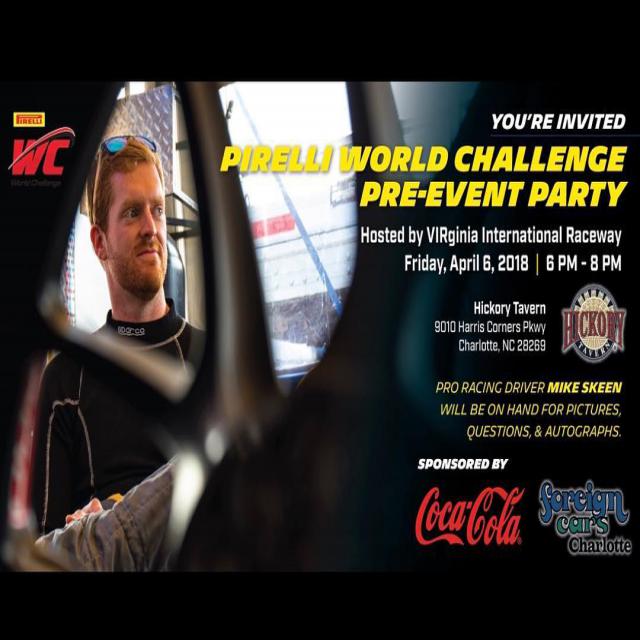 PIRELLI
WC
World Challenge
YOU'RE INVITED
PIRELLI WORLD CHALLENGE
PRE-EVENT PARTY
Hosted by VIRginia International Raceway
Friday, April 6, 2018 | 6 PM - 8 PM
Hickory Tavern
9010 Harris Corners Pkwy
Charlotte, NC 28269
HICKORY
TAVERN
PRO RACING DRIVER MIKE SKEEN
WILL BE ON HAND FOR PICTURES,
QUESTIONS, & AUTOGRAPHS.
SPONSORED BY
Coca-Cola
foreign
cars
Charlotte
sparco